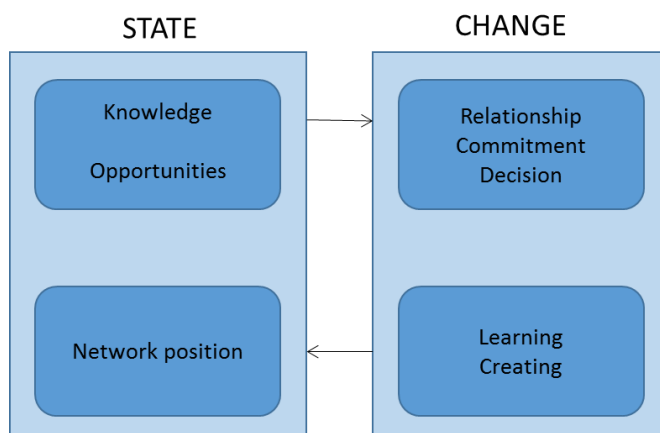 STATE
CHANGE
Knowledge
Opportunities
Relationship
Commitment
Decision
Network position
Learning
Creating